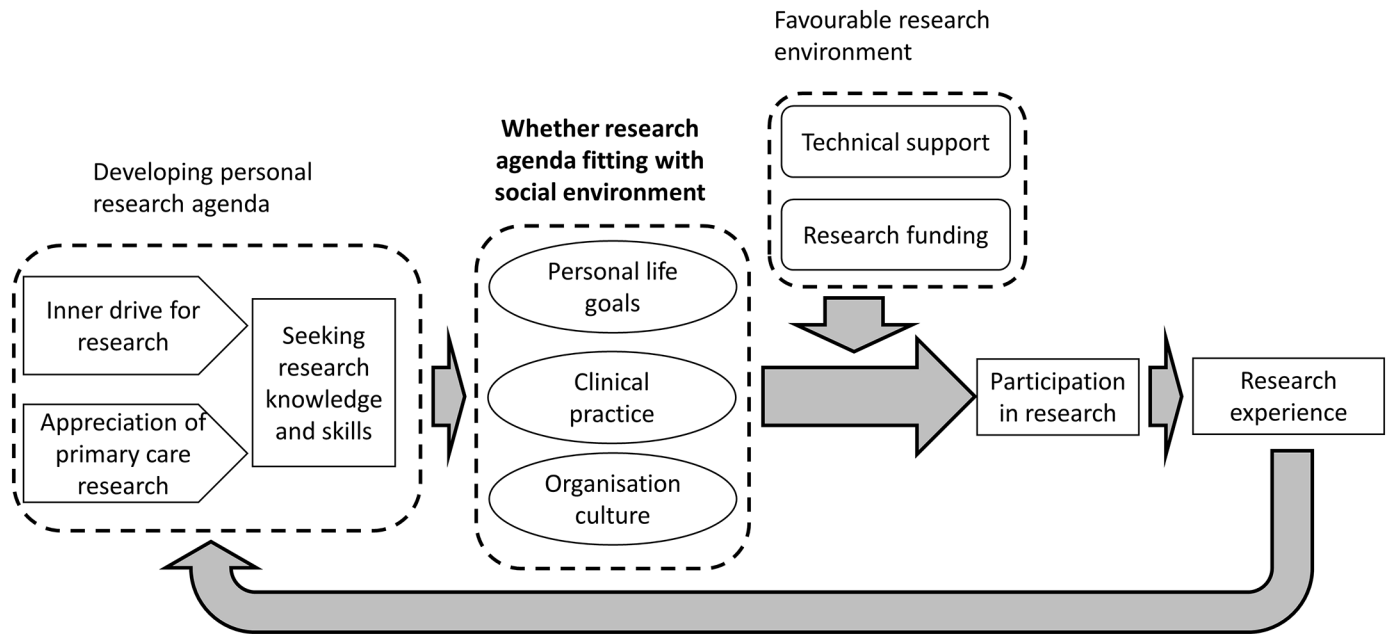 Favourable research
environment
Technical support
Research funding
Whether research
agenda fitting with
social environment
Developing personal
research agenda
Inner drive for
research
Appreciation of
primary care
research
Seeking
research
knowledge
and skills
Personal life
goals
Clinical
practice
Organisation
culture
Participation
in research
Research
experience